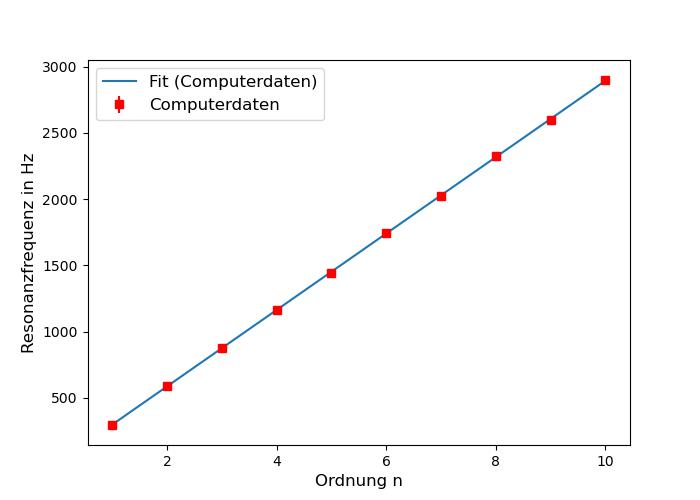 Fit (Computerdaten)
Computerdaten
Resonanzfrequenz in Hz
3000
2500
2000
1500
1000
500
2 4 6 8 10
Ordnung n